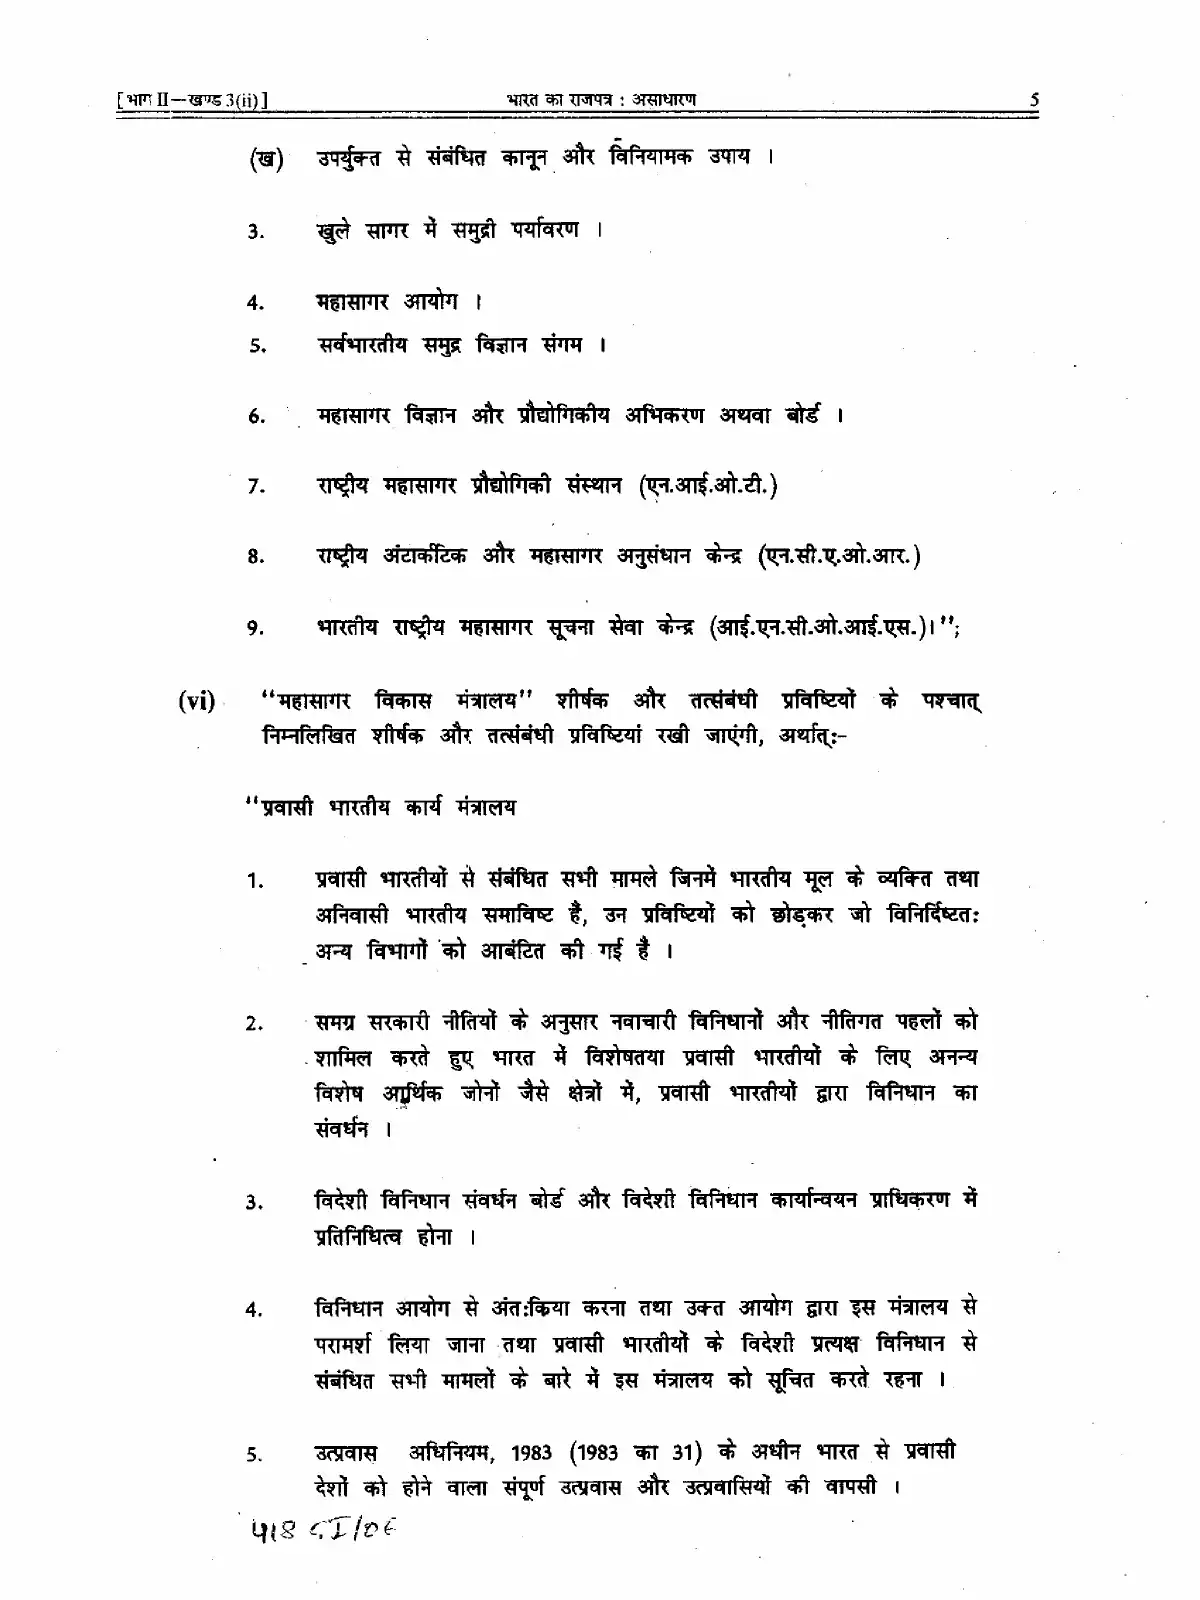 [ भाग II—खण्ड 3(ii) ] भारत का राजपत्र : असाधारण 5
(ख) उपर्युक्त से संबंधित कानून और विनियामक उपाय ।
3. खुले सागर में समुद्री पर्यावरण ।
4. महासागर आयोग ।
5. सर्वभारतीय समुद्र विज्ञान संगम ।
6. महासागर विज्ञान और प्रौद्योगिकीय अभिकरण अथवा बोर्ड ।
7. राष्ट्रीय महासागर प्रौद्योगिकी संस्थान (एन.आई.ओ.टी.)
8. राष्ट्रीय अंटार्कटिक और महासागर अनुसंधान केन्द्र (एन.सी.ए.ओ.आर.)
9. भारतीय राष्ट्रीय महासागर सूचना सेवा केन्द्र (आई.एन.सी.ओ.आई.एस.)।";
(vi) "महासागर विकास मंत्रालय" शीर्षक और तत्संबंधी प्रविष्टियों के पश्चात्
निम्नलिखित शीर्षक और तत्संबंधी प्रविष्टियां रखी जाएंगी, अर्थात्:-
"प्रवासी भारतीय कार्य मंत्रालय
1. प्रवासी भारतीयों से संबंधित सभी मामले जिनमें भारतीय मूल के व्यक्ति तथा
अनिवासी भारतीय समाविष्ट हैं, उन प्रविष्टियों को छोड़कर जो विनिर्दिष्टतः
अन्य विभागों को आबंटित की गई है ।
2. समग्र सरकारी नीतियों के अनुसार नवाचारी विनिधानों और नीतिगत पहलों को
शामिल करते हुए भारत में विशेषतया प्रवासी भारतीयों के लिए अनन्य
विशेष आर्थिक जोनों जैसे क्षेत्रों में, प्रवासी भारतीयों द्वारा विनिधान का
संवर्धन ।
3. विदेशी विनिधान संवर्धन बोर्ड और विदेशी विनिधान कार्यान्वयन प्राधिकरण में
प्रतिनिधित्व होना ।
4. विनिधान आयोग से अंतःक्रिया करना तथा उक्त आयोग द्वारा इस मंत्रालय से
परामर्श लिया जाना तथा प्रवासी भारतीयों के विदेशी प्रत्यक्ष विनिधान से
संबंधित सभी मामलों के बारे में इस मंत्रालय को सूचित करते रहना ।
5. उत्प्रवास अधिनियम, 1983 (1983 का 31) के अधीन भारत से प्रवासी
देशों को होने वाला संपूर्ण उत्प्रवास और उत्प्रवासियों की वापसी ।
418 GI/06